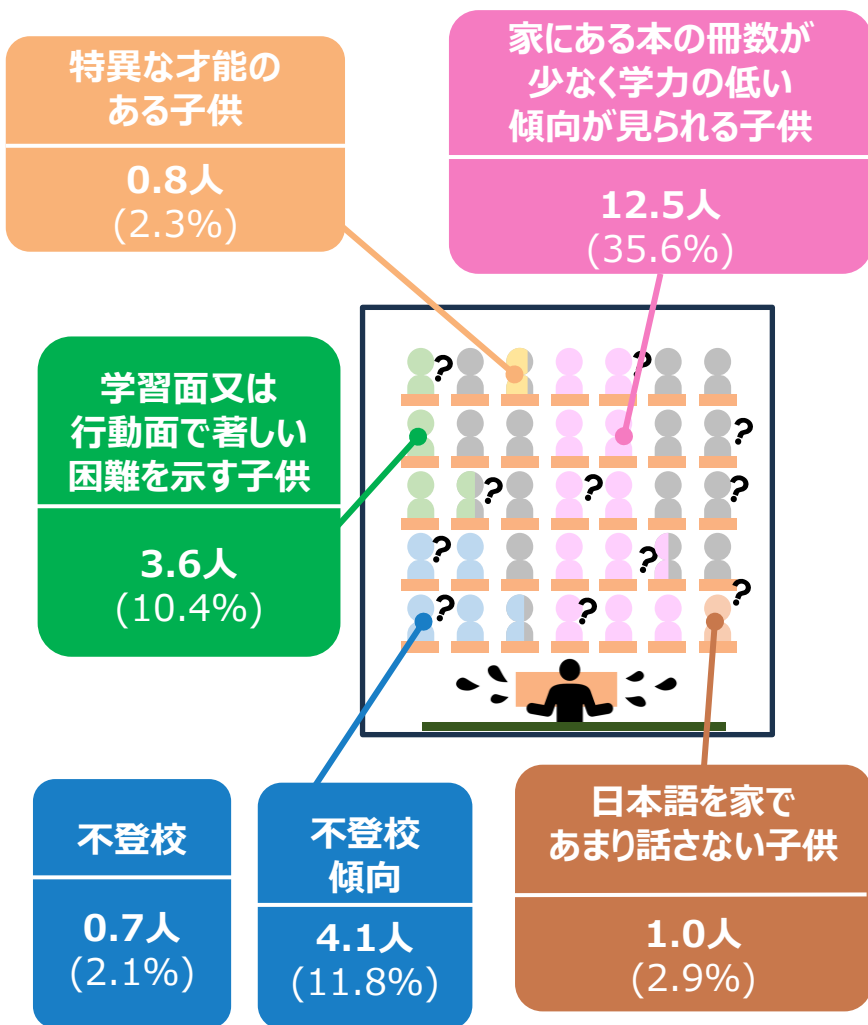 特異な才能の
ある子供
0.8人
(2.3%)
家にある本の冊数が
少なく学力の低い
傾向が見られる子供
12.5人
(35.6%)
学習面又は
行動面で著しい
困難を示す子供
3.6人
(10.4%)
?
?
?
?
?
?
?
?
?
?
?
不登校
0.7人
(2.1%)
不登校
傾向
4.1人
(11.8%)
日本語を家で
あまり話さない子供
1.0人
(2.9%)